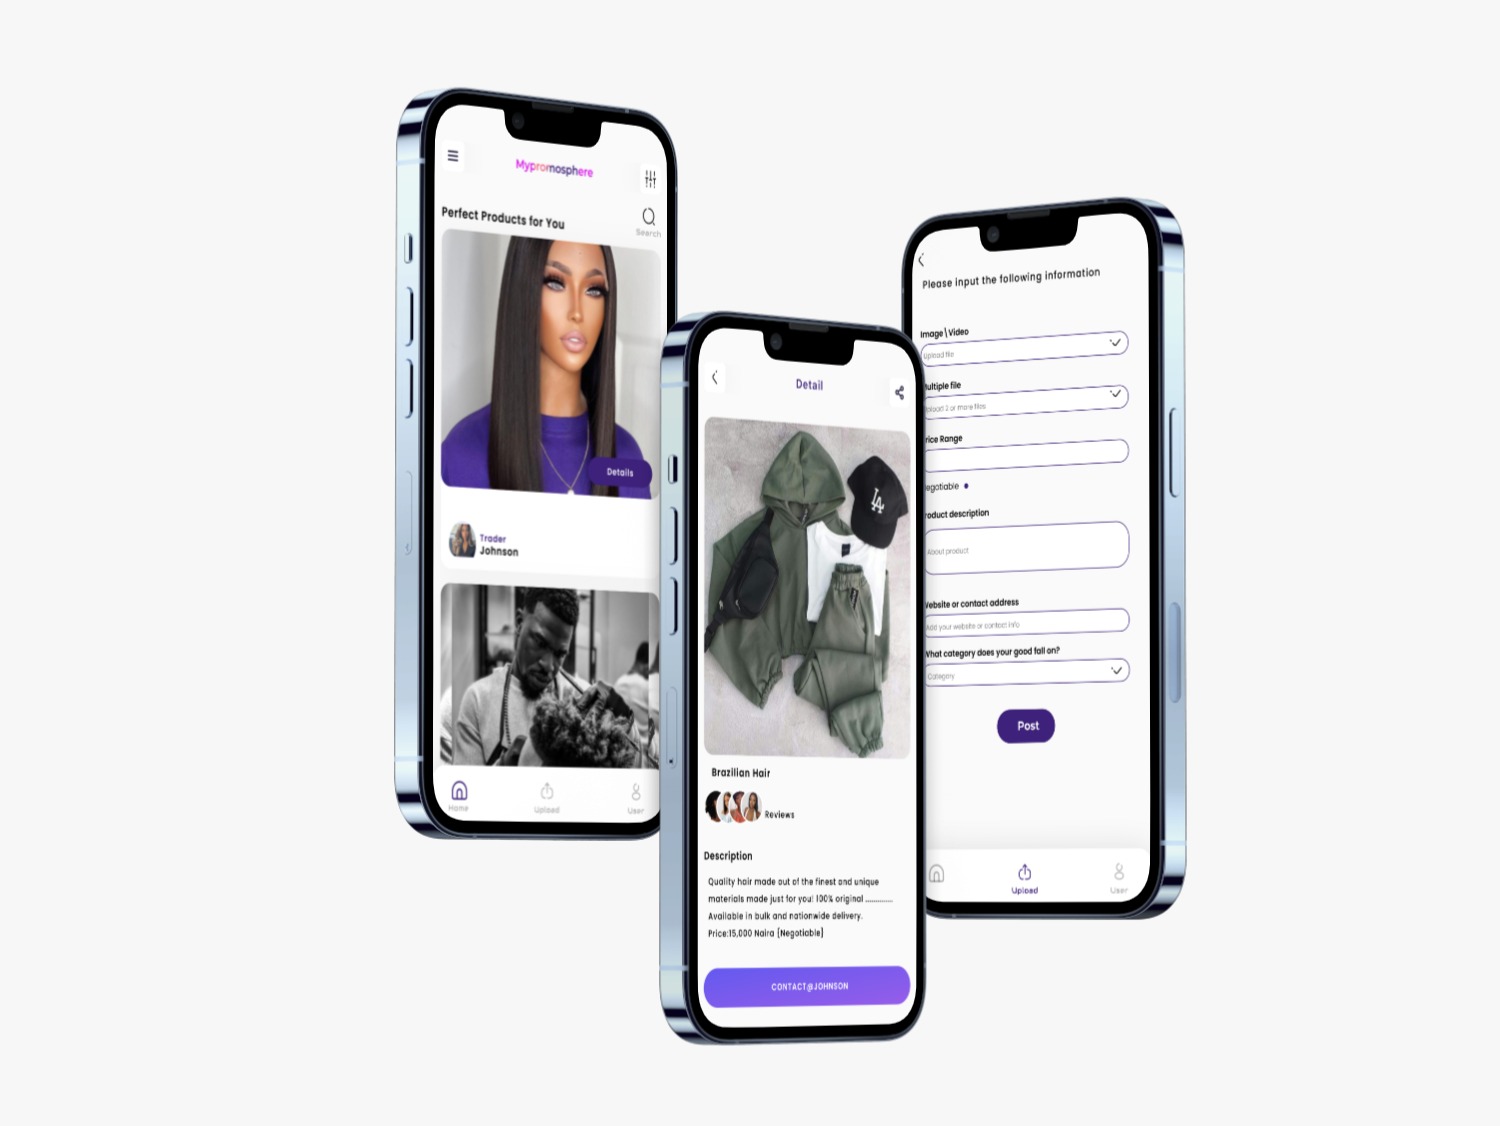 Mypromosphere
Perfect Products for You
Search
Details
Trader
Johnson
Home
Upload
User
Detail
LA
Brazilian Hair
Reviews
Description
Quality hair made out of the finest and unique
materials made just for you! 100% original .............
Available in bulk and nationwide delivery.
Price:15,000 Naira [Negotiable]
CONTACT@JOHNSON
Please input the following information
Image\Video
Upload file
ultiple file
pload 2 or more files
rice Range
egotiable
roduct description
About product
Website or contact address
Add your website or contact info
What category does your good fall on?
Category
Post
Upload
User